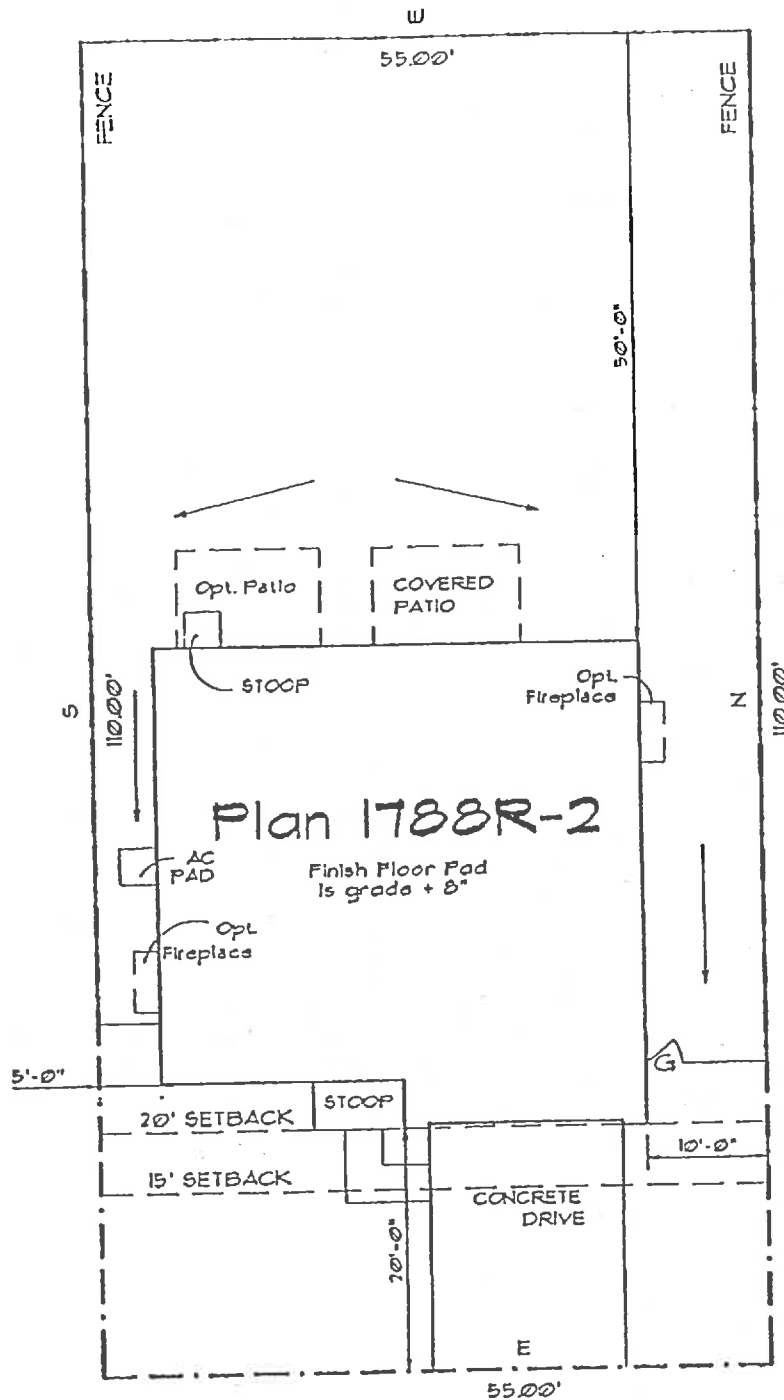 W
55.00'
FENCE
FENCE
50'-0"
Opt. Patio
COVERED
PATIO
STOOP
Opt.
Fireplace
S
110.00'
N
110.00'
Plan 1788R-2
Finish Floor Pad
is grade + 8"
AC
PAD
Opt.
Fireplace
G
5'-0"
STOOP
20' SETBACK
10'-0"
15' SETBACK
CONCRETE
DRIVE
20'-0"
E
55.00'